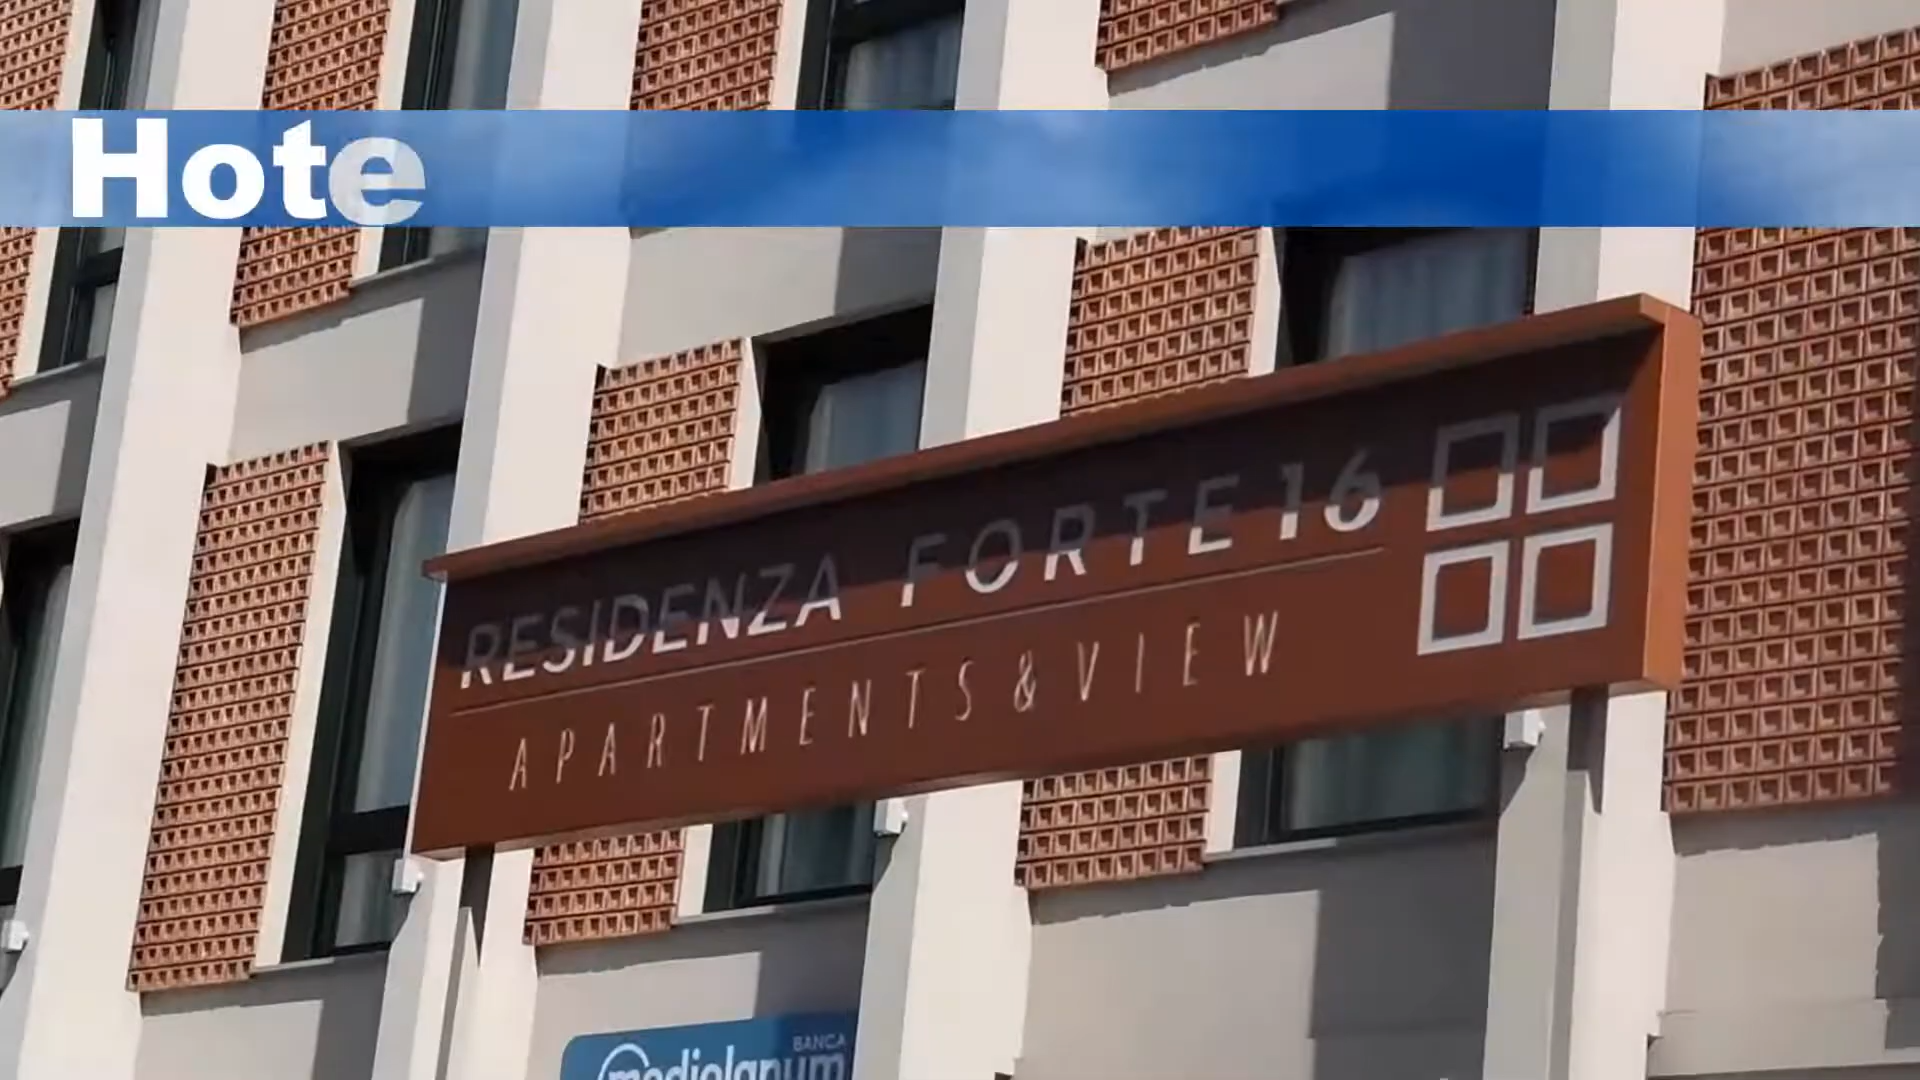 Hote
RESIDENZA FORTE 16
APARTMENTS & VIEW
BANCA
mediolanum